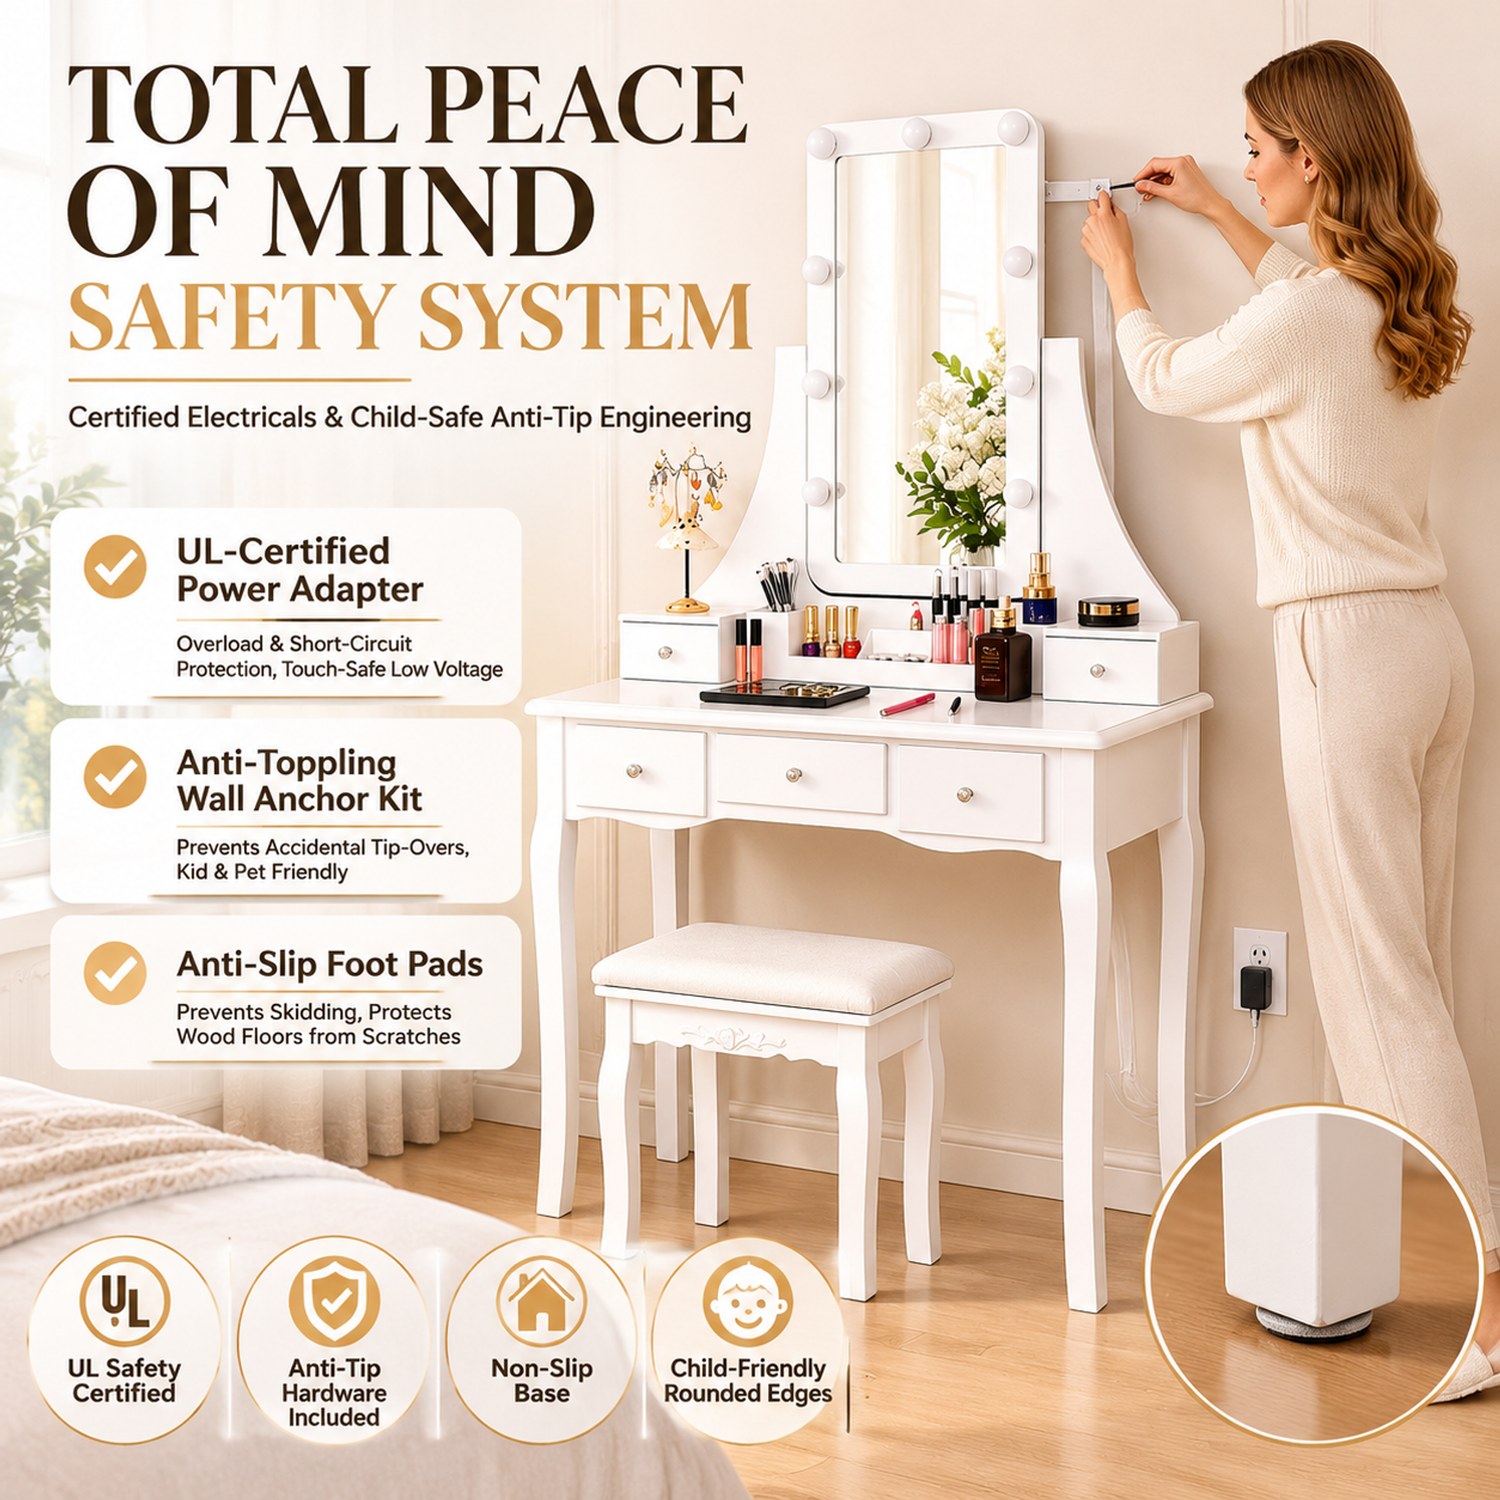 TOTAL PEACE
OF MIND
SAFETY SYSTEM
Certified Electricals & Child-Safe Anti-Tip Engineering
UL-Certified
Power Adapter
Overload & Short-Circuit
Protection, Touch-Safe Low Voltage
Anti-Toppling
Wall Anchor Kit
Prevents Accidental Tip-Overs,
Kid & Pet Friendly
Anti-Slip Foot Pads
Prevents Skidding, Protects
Wood Floors from Scratches
UL
UL Safety
Certified
Anti-Tip
Hardware
Included
Non-Slip
Base
Child-Friendly
Rounded Edges